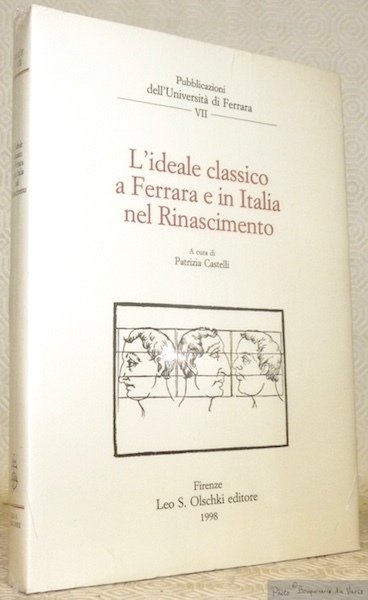 Pubblicazioni
dell'Università di Ferrara
VII
L'ideale classico
a Ferrara e in Italia
nel Rinascimento
A cura di
Patrizia Castelli
Firenze
Leo S. Olschki editore
1998
Photo © Bouquinerie du Varis